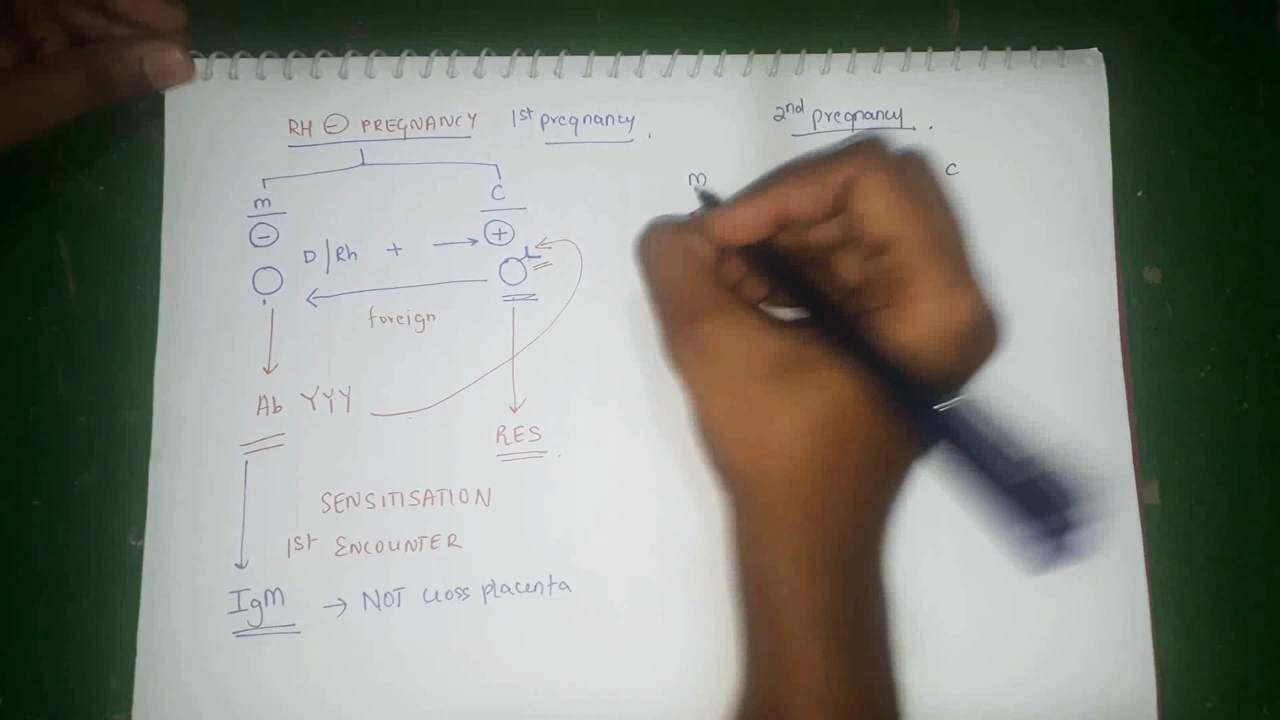 RH ⊖ PREGNANCY 1st pregnancy.
2nd pregnancy.
m C
⊖ ⊕
D/Rh + →
foreign
Ab YYY
RES
SENSITISATION
1st ENCOUNTER
IgM → NOT cross placenta
m C